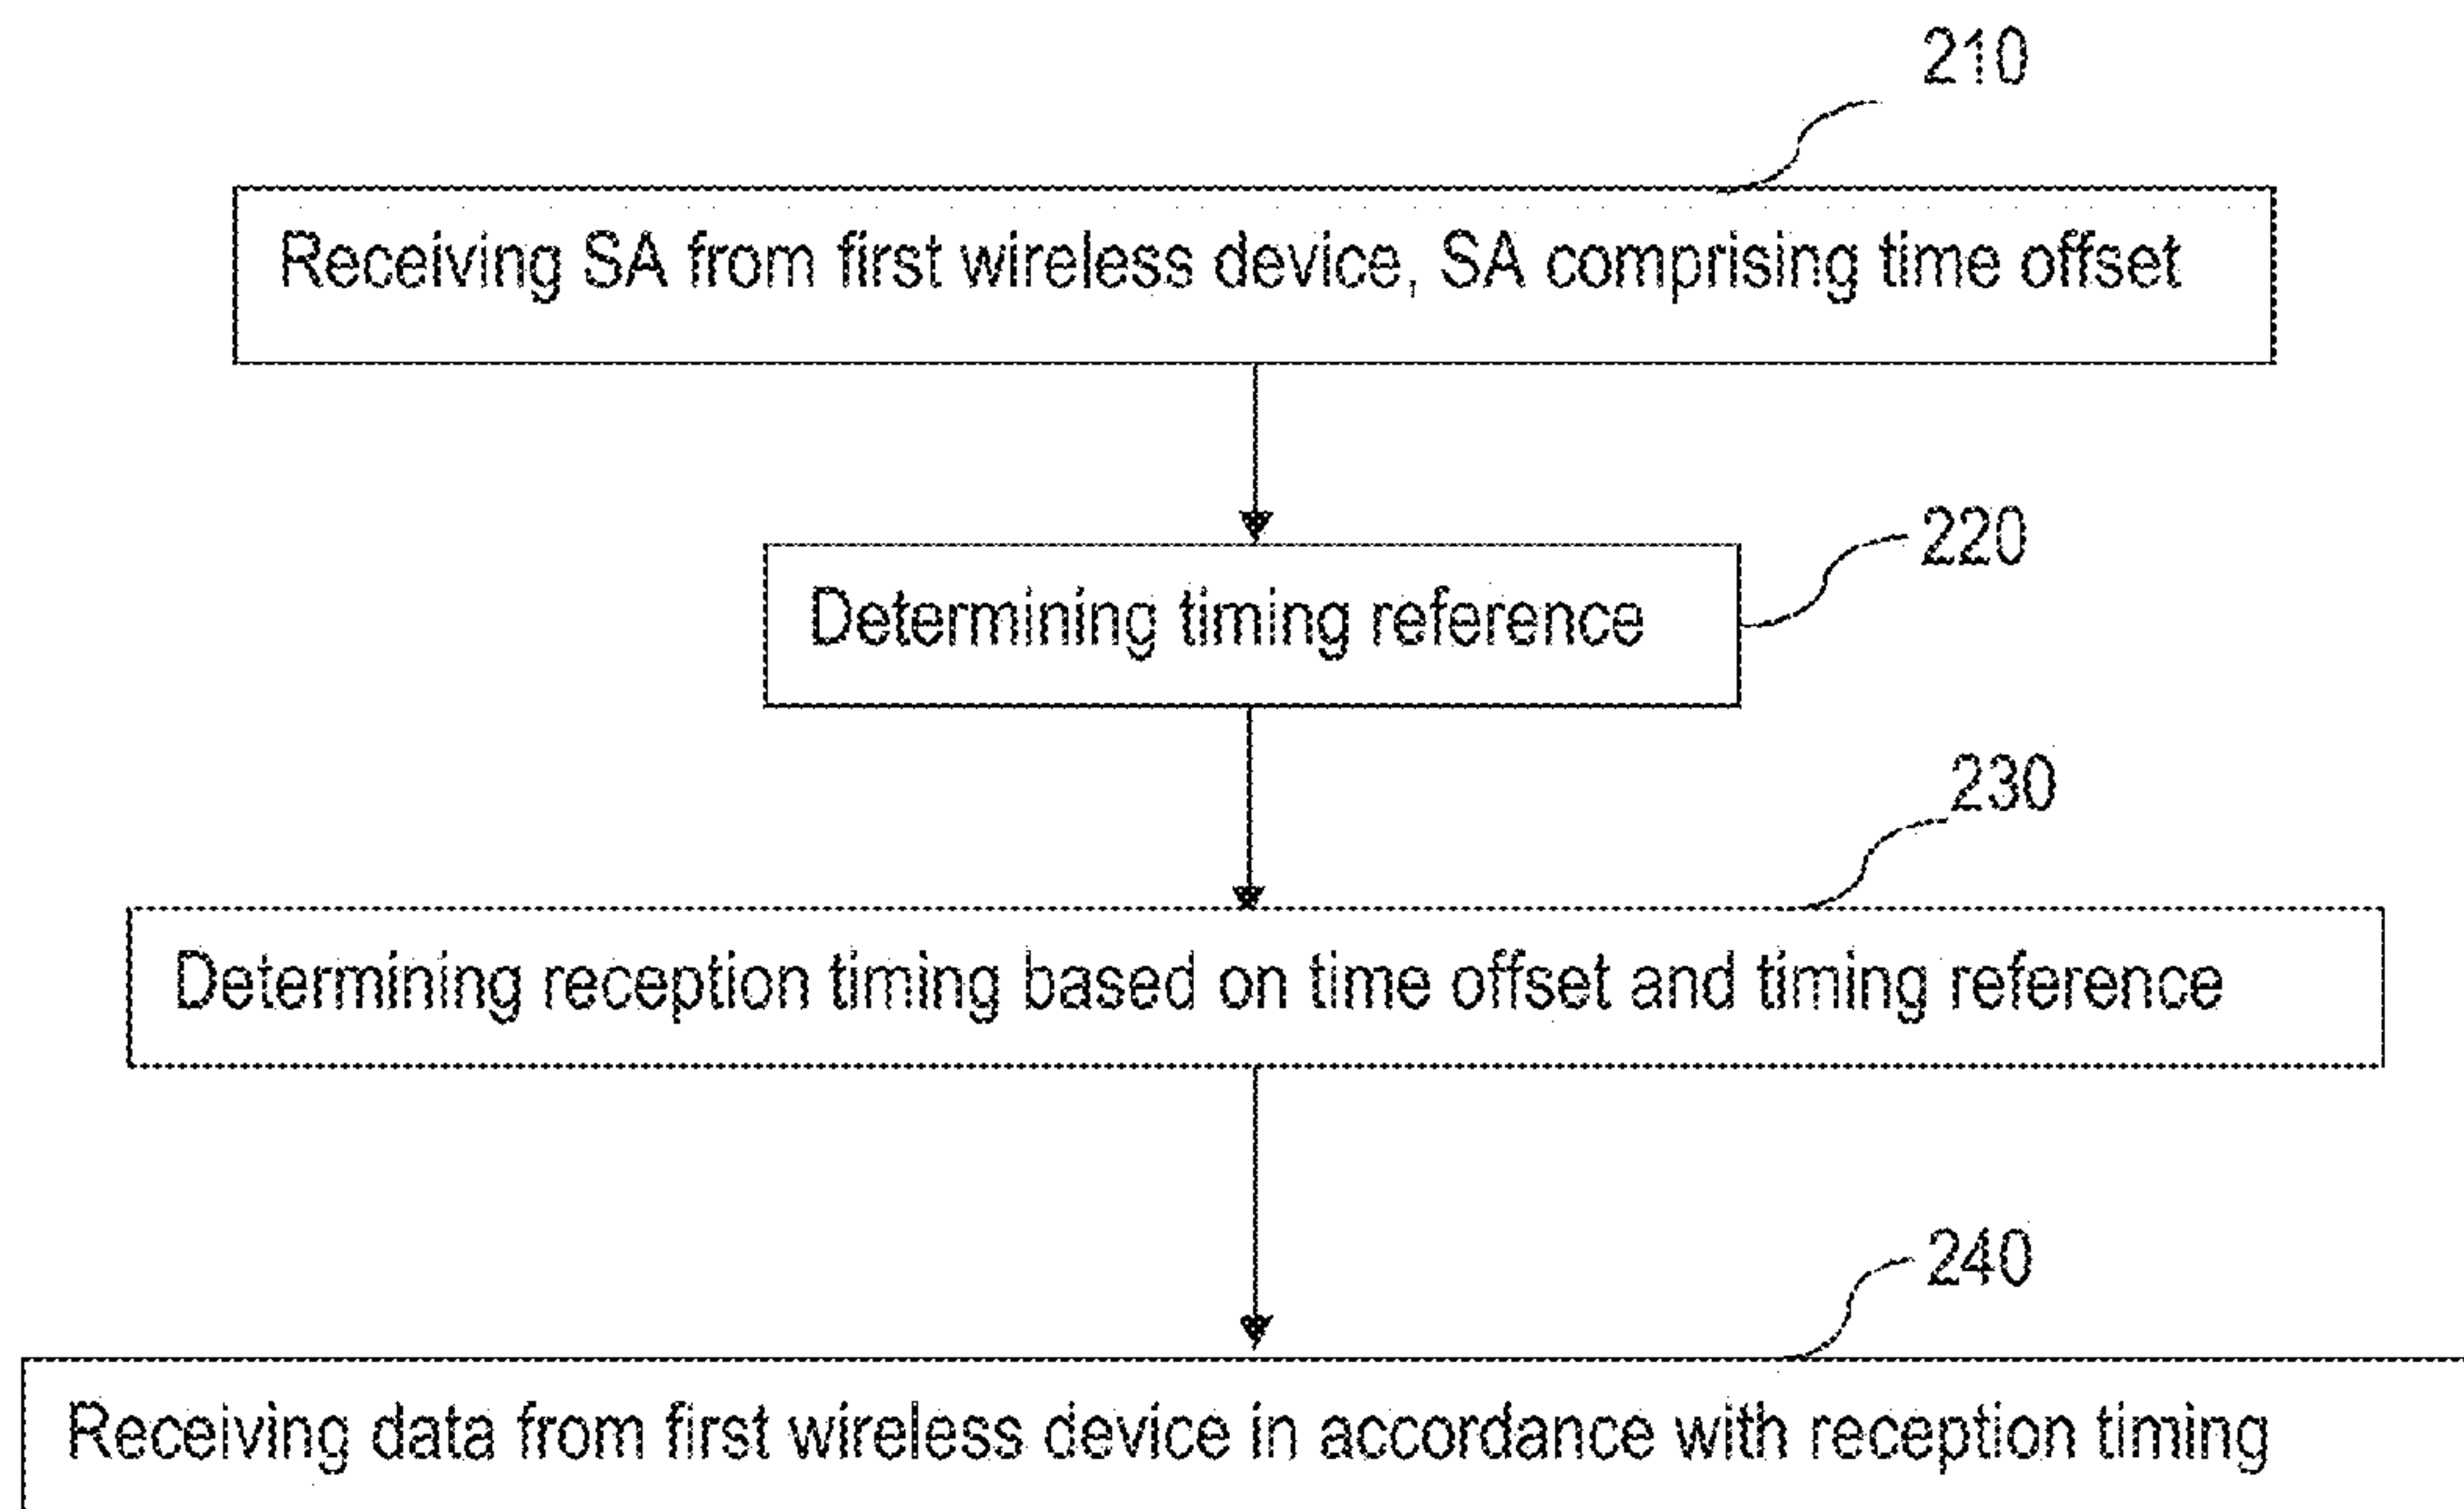 210
Receiving SA from first wireless device, SA comprising time offset
220
Determining timing reference
230
Determining reception timing based on time offset and timing reference
240
Receiving data from first wireless device in accordance with reception timing